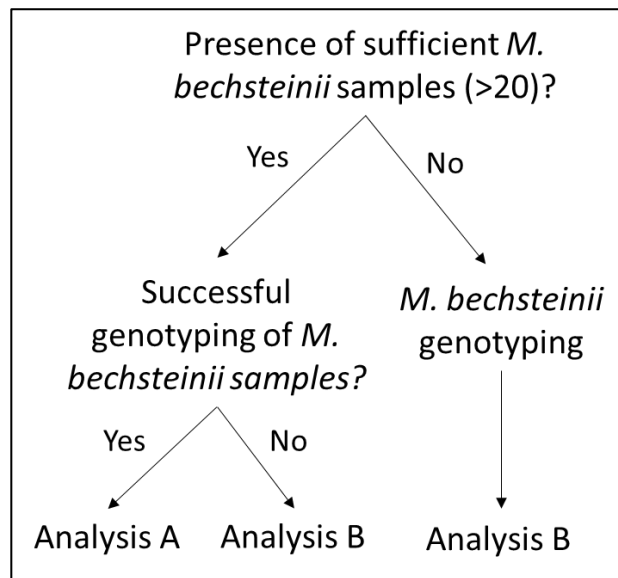 Presence of sufficient M.
bechsteinii samples (>20)?
Yes
No
Successful
genotyping of M.
bechsteinii samples?
M. bechsteinii
genotyping
Yes
No
Analysis A
Analysis B
Analysis B